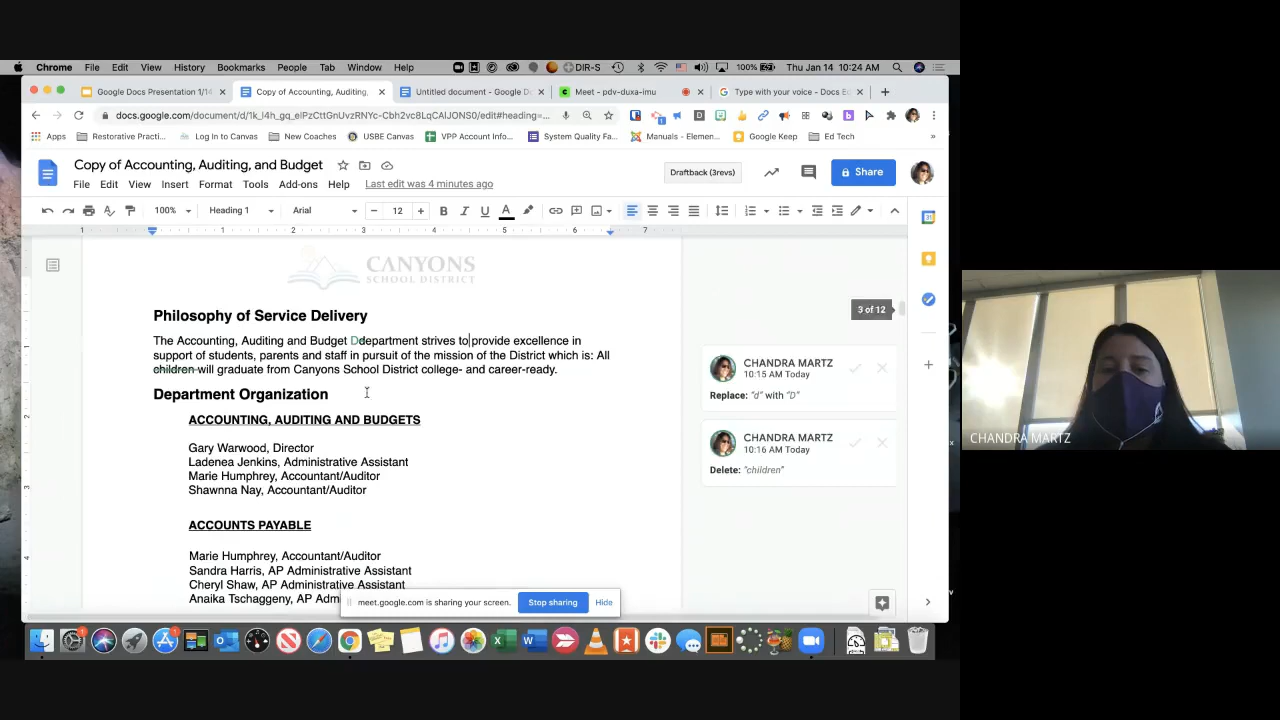 Chrome File Edit View History Bookmarks People Tab Window Help DIR-S 100% Thu Jan 14 10:24 AM
Google Docs Presentation 1/14 Copy of Accounting, Auditing, Untitled document - Google D Meet - pdv-duxa-imu Type with your voice - Docs Ed
Apps Restorative Practi... Log In to Canvas New Coaches USBE Canvas VPP Account Info... System Quality Fa... Manuals - Elemen... Google Keep Ed Tech »
Copy of Accounting, Auditing, and Budget
Draftback (3revs) Share
File Edit View Insert Format Tools Add-ons Help Last edit was 4 minutes ago
100% Heading 1 Arial 12
1 1 2 3 4 5 6 7
CANYONS
SCHOOL DISTRICT
Philosophy of Service Delivery
3 of 12
The Accounting, Auditing and Budget Ddepartment strives to provide excellence in
support of students, parents and staff in pursuit of the mission of the District which is: All
children will graduate from Canyons School District college- and career-ready.
CHANDRA MARTZ
10:15 AM Today
Replace: "d" with "D"
Department Organization
ACCOUNTING, AUDITING AND BUDGETS
CHANDRA MARTZ
10:16 AM Today
Delete: "children"
Gary Warwood, Director
Ladenea Jenkins, Administrative Assistant
Marie Humphrey, Accountant/Auditor
Shawnna Nay, Accountant/Auditor
ACCOUNTS PAYABLE
Marie Humphrey, Accountant/Auditor
Sandra Harris, AP Administrative Assistant
Cheryl Shaw, AP Administrative Assistant
Anaika Tschaggeny, AP Adm
meet.google.com is sharing your screen. Stop sharing Hide
CHANDRA MARTZ